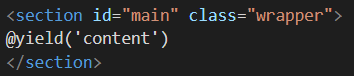 <section id="main" class="wrapper">
@yield('content')
</section>